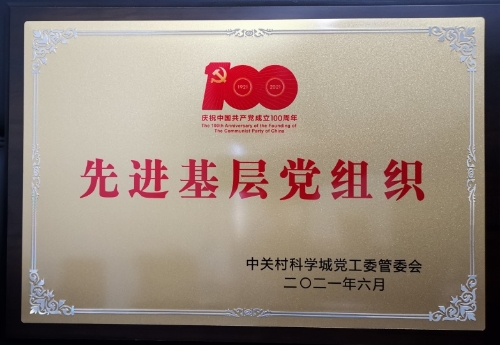 100
1921 2021
庆祝中国共产党成立100周年
The 100th Anniversary of the Founding of
The Communist Party of China
先进基层党组织
中关村科学城党工委管委会
二〇二一年六月